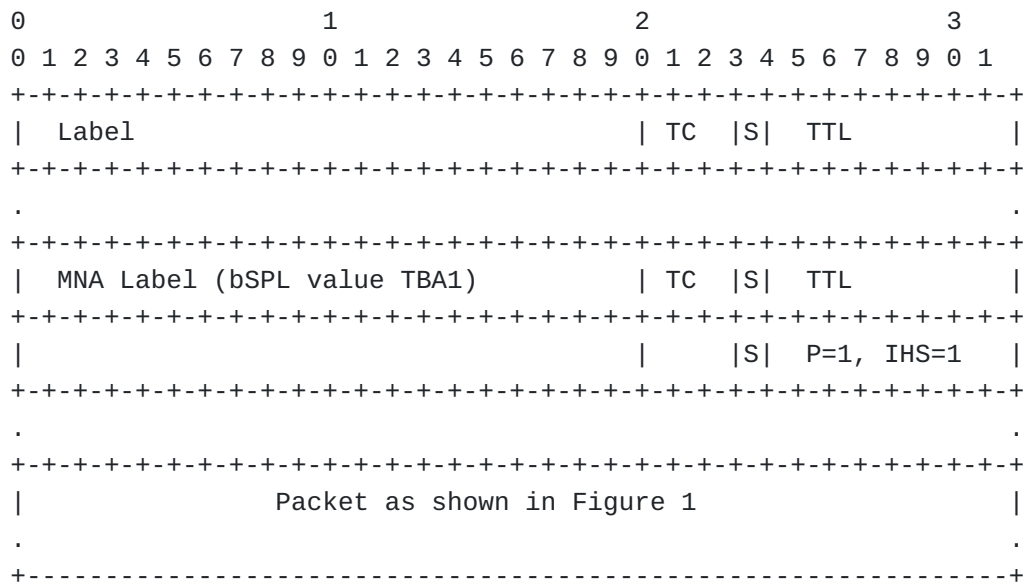 0                   1                   2                   3
0 1 2 3 4 5 6 7 8 9 0 1 2 3 4 5 6 7 8 9 0 1 2 3 4 5 6 7 8 9 0 1
+-+-+-+-+-+-+-+-+-+-+-+-+-+-+-+-+-+-+-+-+-+-+-+-+-+-+-+-+-+-+-+-+
|  Label                                | TC  |S|  TTL          |
+-+-+-+-+-+-+-+-+-+-+-+-+-+-+-+-+-+-+-+-+-+-+-+-+-+-+-+-+-+-+-+-+
.                                                               .
+-+-+-+-+-+-+-+-+-+-+-+-+-+-+-+-+-+-+-+-+-+-+-+-+-+-+-+-+-+-+-+-+
|  MNA Label (bSPL value TBA1)          | TC  |S|  TTL          |
+-+-+-+-+-+-+-+-+-+-+-+-+-+-+-+-+-+-+-+-+-+-+-+-+-+-+-+-+-+-+-+-+
|                                       |     |S|  P=1, IHS=1   |
+-+-+-+-+-+-+-+-+-+-+-+-+-+-+-+-+-+-+-+-+-+-+-+-+-+-+-+-+-+-+-+-+
.                                                               .
+-+-+-+-+-+-+-+-+-+-+-+-+-+-+-+-+-+-+-+-+-+-+-+-+-+-+-+-+-+-+-+-+
|                Packet as shown in Figure 1                    |
.                                                               .
+---------------------------------------------------------------+